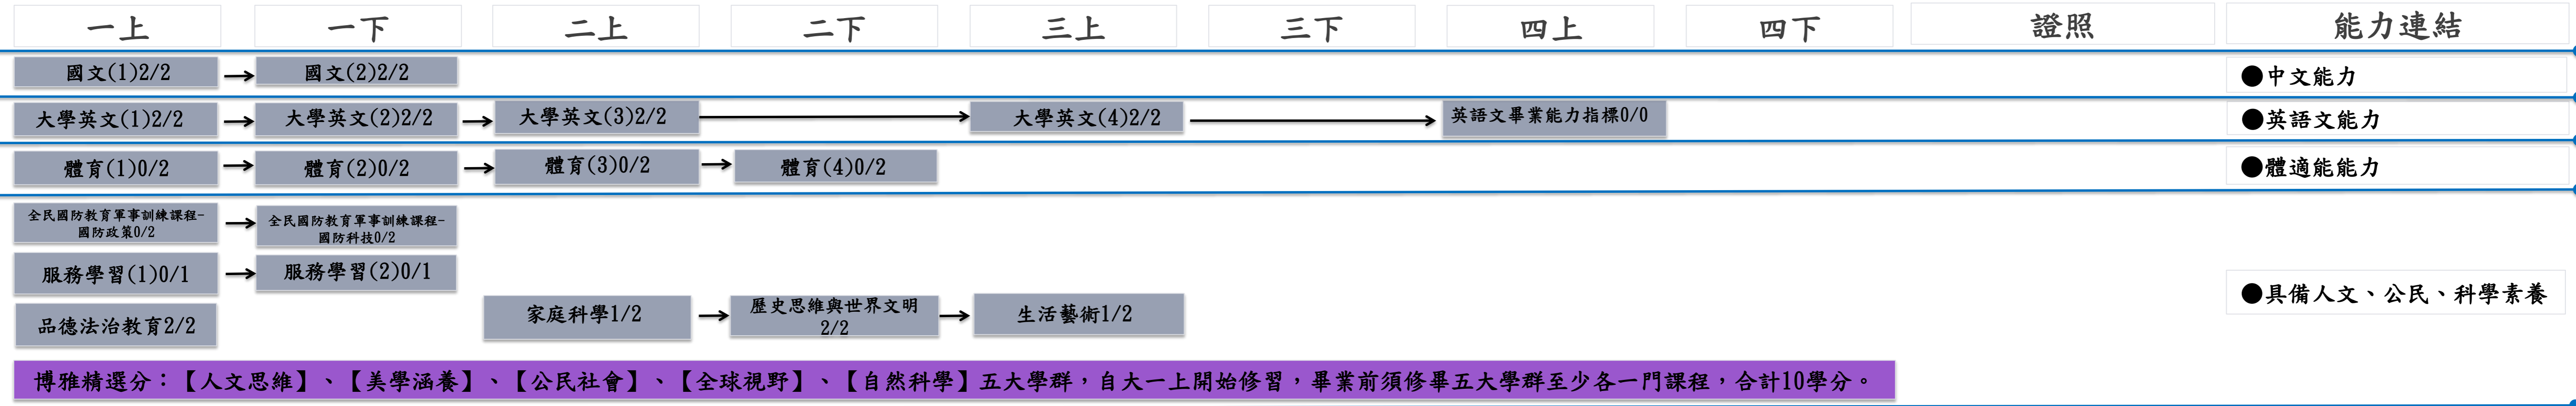 一上 一下 二上 二下 三上 三下 四上 四下 證照 能力連結
國文(1)2/2 國文(2)2/2 ●中文能力
大學英文(1)2/2 大學英文(2)2/2 大學英文(3)2/2 大學英文(4)2/2 英語文畢業能力指標0/0 ●英語文能力
體育(1)0/2 體育(2)0/2 體育(3)0/2 體育(4)0/2 ●體適能能力
全民國防教育軍事訓練課程-
國防政策0/2
全民國防教育軍事訓練課程-
國防科技0/2
服務學習(1)0/1 服務學習(2)0/1
●具備人文、公民、科學素養
品德法治教育2/2 家庭科學1/2
歷史思維與世界文明
2/2
生活藝術1/2
博雅精選分：【人文思維】、【美學涵養】、【公民社會】、【全球視野】、【自然科學】五大學群，自大一上開始修習，畢業前須修畢五大學群至少各一門課程，合計10學分。